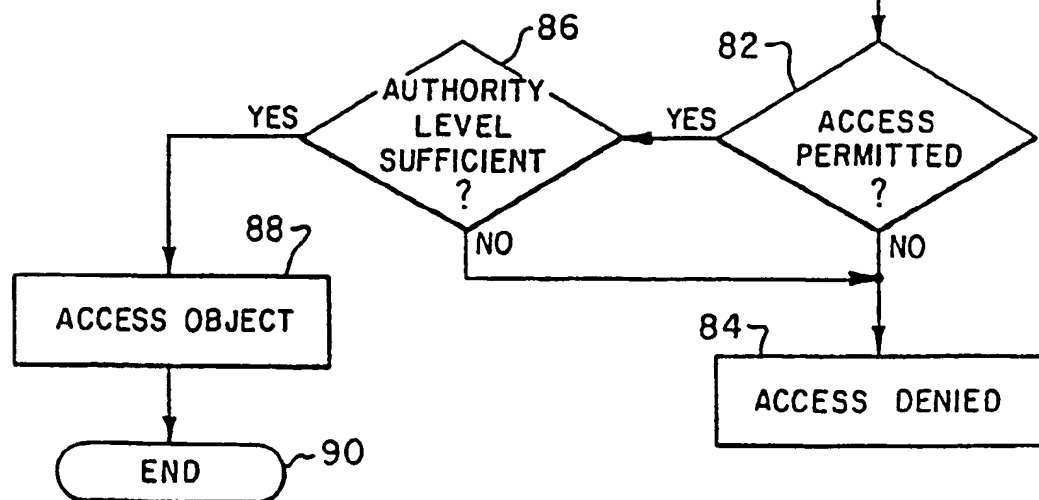 86
82
AUTHORITY
LEVEL
SUFFICIENT
?
YES
YES
ACCESS
PERMITTED
?
NO
NO
88
ACCESS OBJECT
84
ACCESS DENIED
END
90